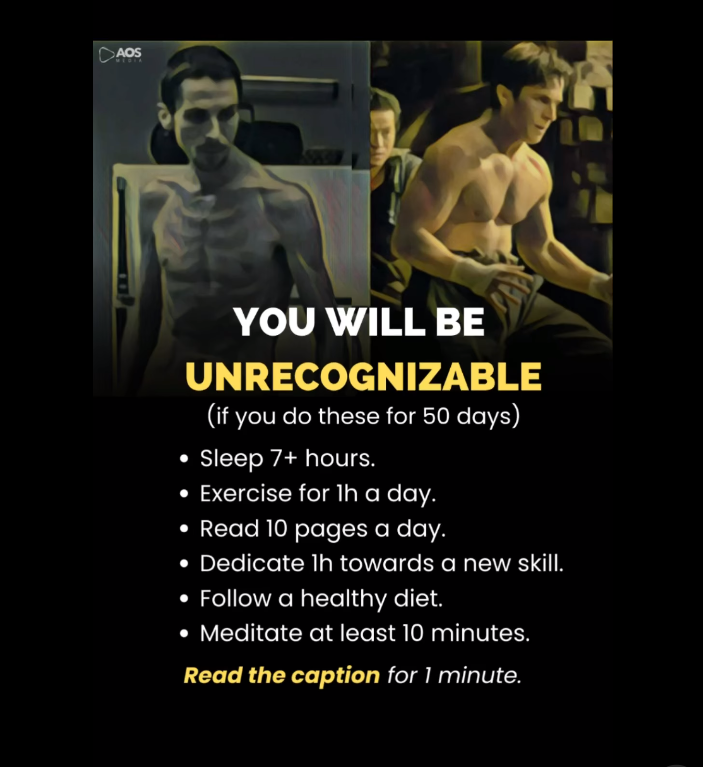 AOS
MEDIA
YOU WILL BE
UNRECOGNIZABLE
(if you do these for 50 days)
• Sleep 7+ hours.
• Exercise for 1h a day.
• Read 10 pages a day.
• Dedicate 1h towards a new skill.
• Follow a healthy diet.
• Meditate at least 10 minutes.
Read the caption for 1 minute.